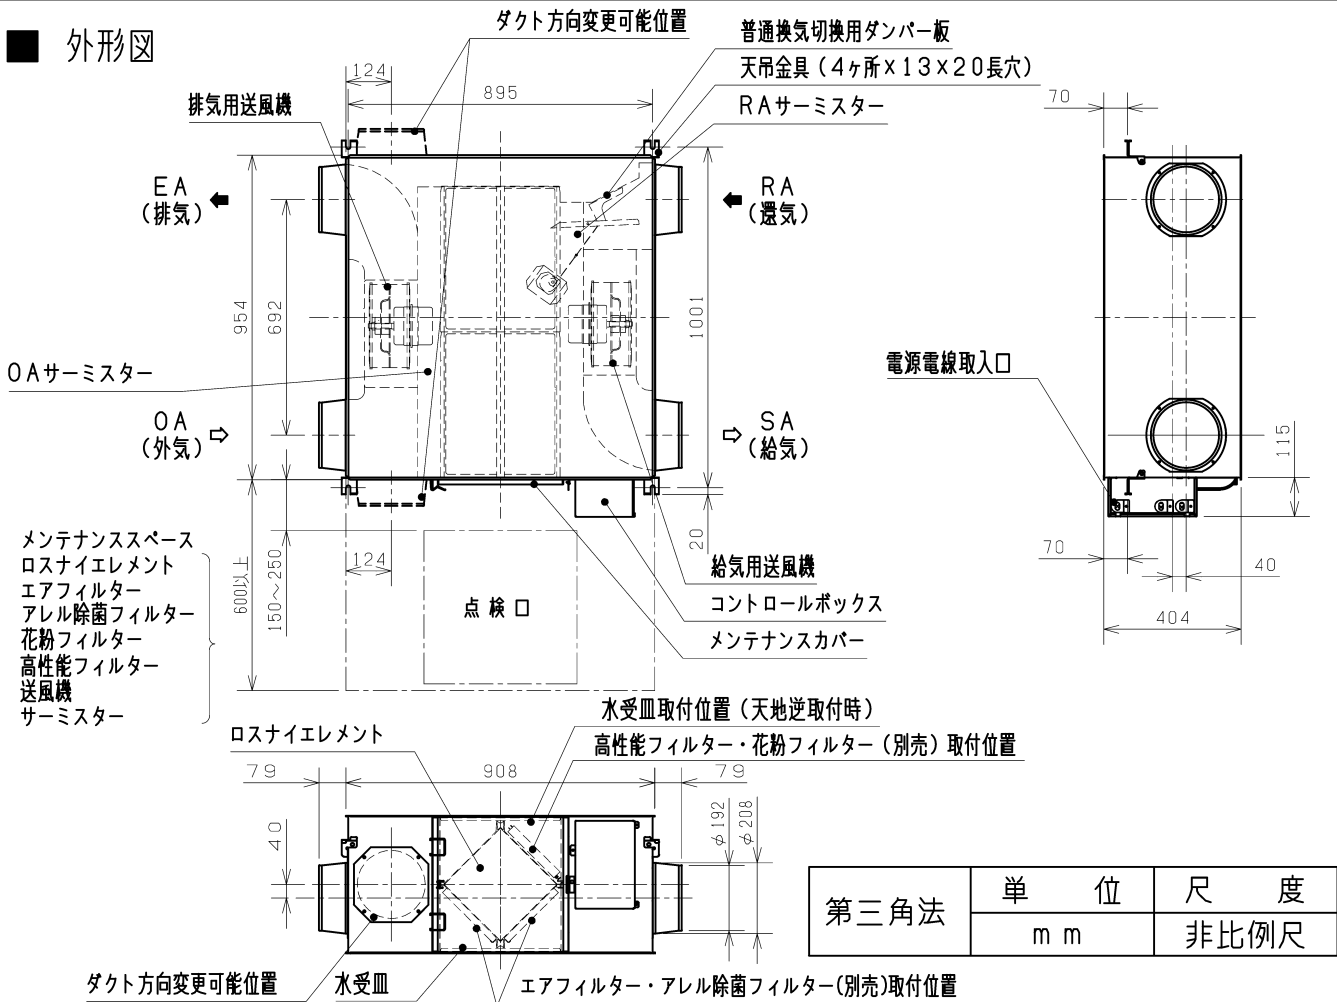 ■ 外形図
ダクト方向変更可能位置
普通換気切換用ダンパー板
天吊金具（4ヶ所×13×20長穴）
RAサーミスター
排気用送風機
124
895
70
EA
（排気）
RA
（還気）
954
692
1001
OAサーミスター
電源電線取入口
OA
（外気）
SA
（給気）
115
メンテナンススペース
ロスナイエレメント
エアフィルター
アレル除菌フィルター
花粉フィルター
高性能フィルター
送風機
サーミスター
600以上
150～250
124
点検口
20
給気用送風機
コントロールボックス
メンテナンスカバー
70
40
404
水受皿取付位置（天地逆取付時）
ロスナイエレメント
高性能フィルター・花粉フィルター（別売）取付位置
79
908
79
40
φ192
φ208
第三角法
単位
尺度
mm
非比例尺
ダクト方向変更可能位置
水受皿
エアフィルター・アレル除菌フィルター(別売)取付位置